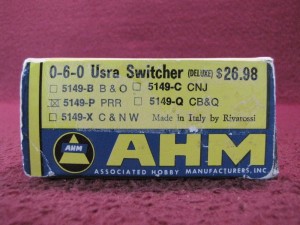 0-6-0 Usra Switcher (DELUXE) $26.98
5149-B B & O 5149-C CNJ
5149-P PRR 5149-Q CB&Q
5149-X C & N W Made in Italy by Rivarossi
AHM AHM
ASSOCIATED HOBBY MANUFACTURERS, INC